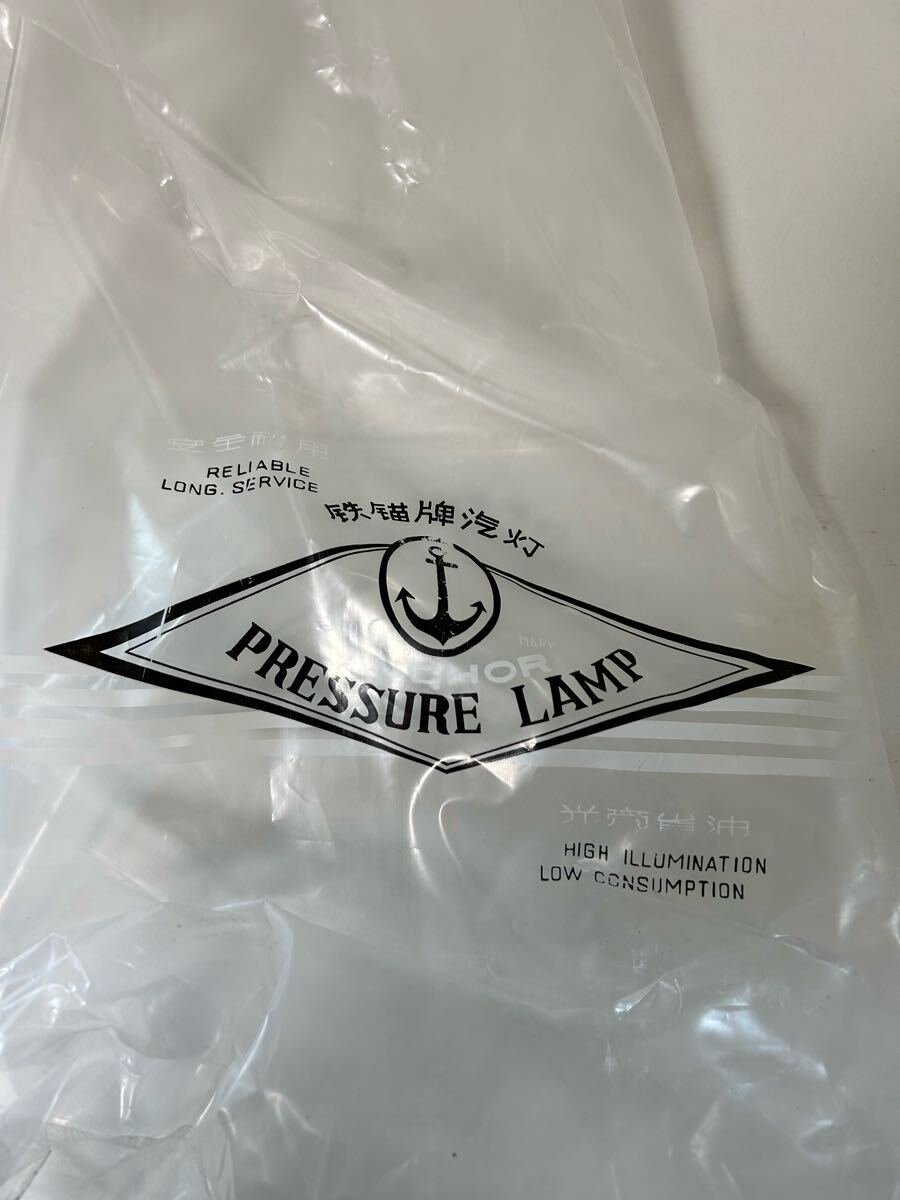 安全耐用
RELIABLE
LONG. SERVICE
铁锚牌汽灯
MARK
PRESSURE LAMP
光亮省油
HIGH ILLUMINATION
LOW CONSUMPTION